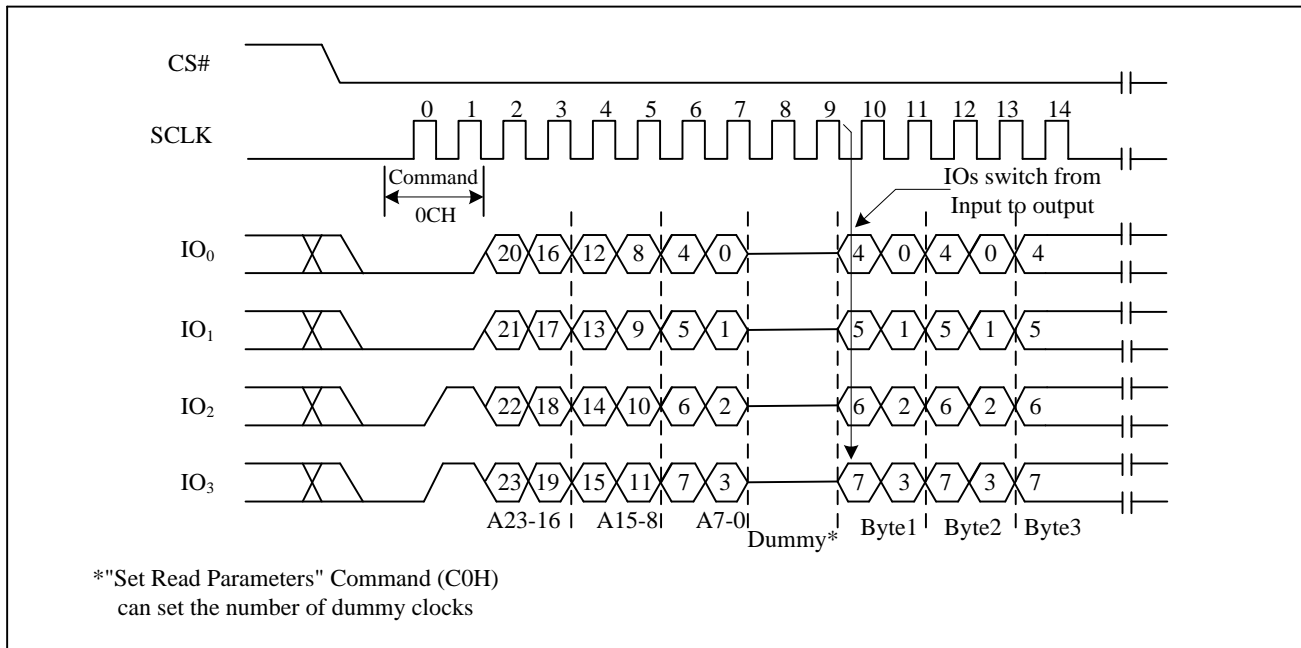 CS#
0 1 2 3 4 5 6 7 8 9 10 11 12 13 14
SCLK
Command
0CH
IOs switch from
Input to output
IO0 20 16 12 8 4 0 4 0 4 0 4
IO1 21 17 13 9 5 1 5 1 5 1 5
IO2 22 18 14 10 6 2 6 2 6 2 6
IO3 23 19 15 11 7 3 7 3 7 3 7
A23-16 A15-8 A7-0 Dummy* Byte1 Byte2 Byte3
*"Set Read Parameters" Command (C0H)
can set the number of dummy clocks